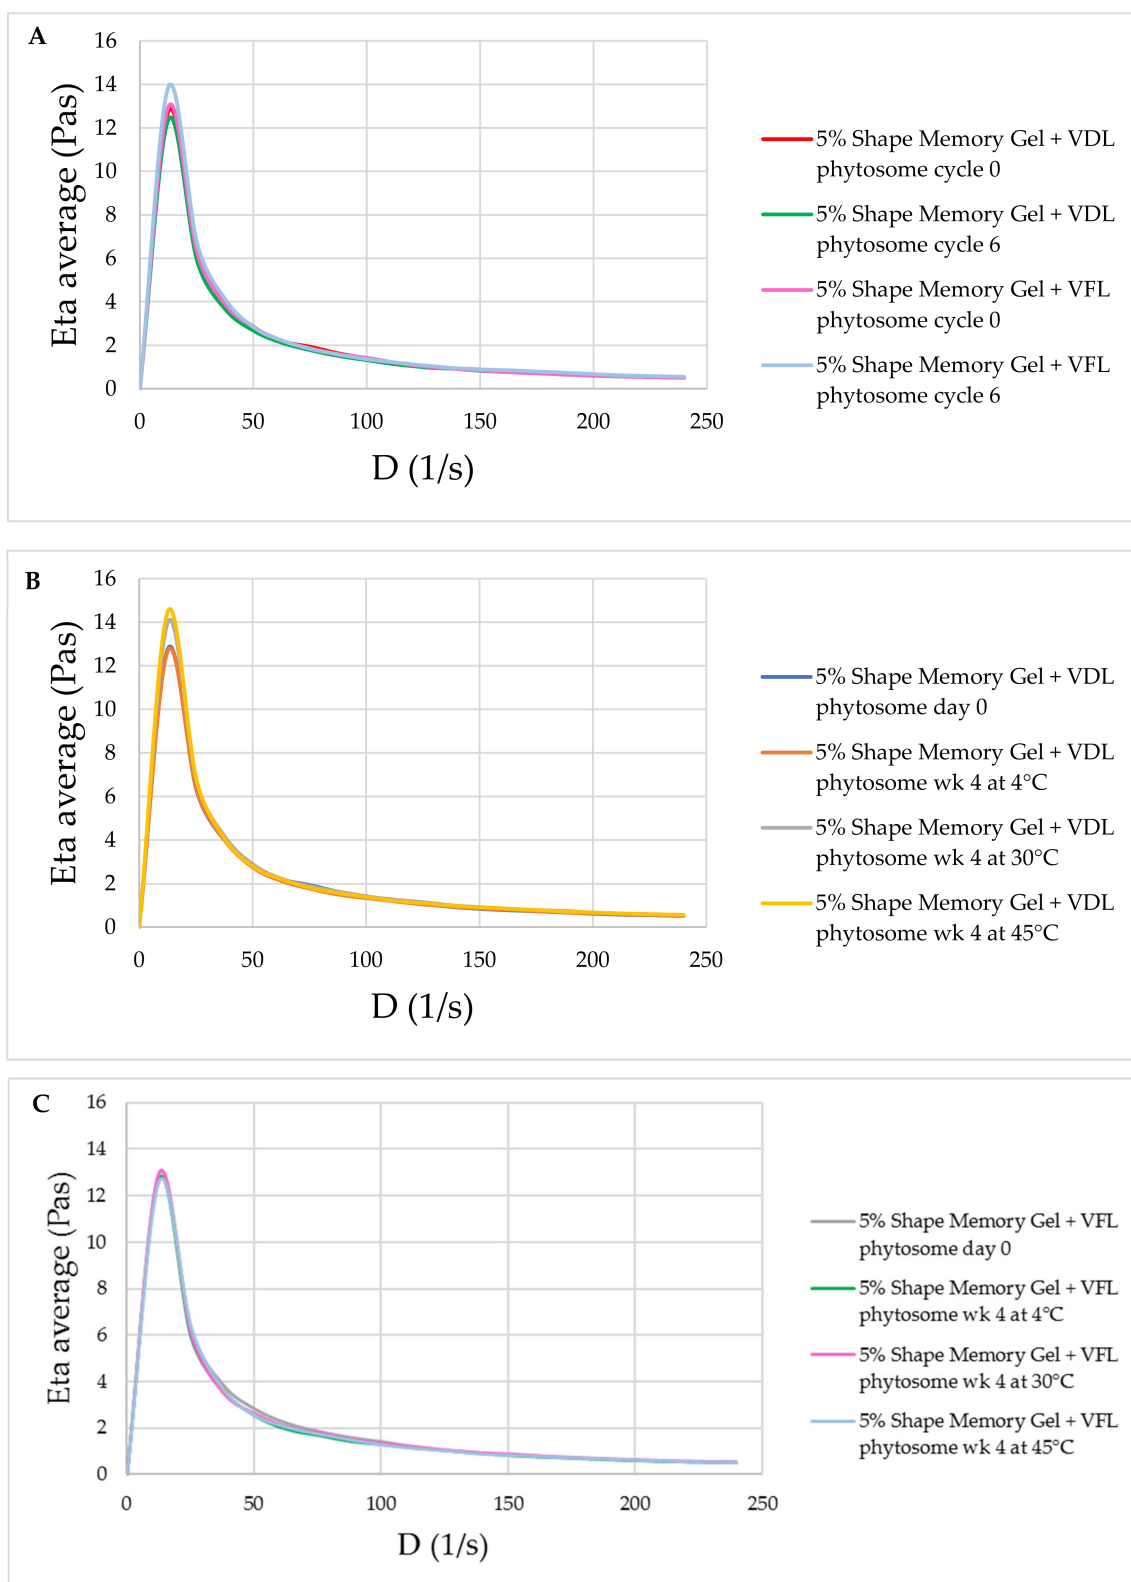 A
16
14
12
10
8
6
4
2
0
Eta average (Pas)
0 50 100 150 200 250
D (1/s)
5% Shape Memory Gel + VDL
phytosome cycle 0
5% Shape Memory Gel + VDL
phytosome cycle 6
5% Shape Memory Gel + VFL
phytosome cycle 0
5% Shape Memory Gel + VFL
phytosome cycle 6
B
16
14
12
10
8
6
4
2
0
Eta average (Pas)
0 50 100 150 200 250
D (1/s)
5% Shape Memory Gel + VDL
phytosome day 0
5% Shape Memory Gel + VDL
phytosome wk 4 at 4°C
5% Shape Memory Gel + VDL
phytosome wk 4 at 30°C
5% Shape Memory Gel + VDL
phytosome wk 4 at 45°C
C
16
14
12
10
8
6
4
2
0
Eta average (Pas)
0 50 100 150 200 250
D (1/s)
5% Shape Memory Gel + VFL
phytosome day 0
5% Shape Memory Gel + VFL
phytosome wk 4 at 4°C
5% Shape Memory Gel + VFL
phytosome wk 4 at 30°C
5% Shape Memory Gel + VFL
phytosome wk 4 at 45°C